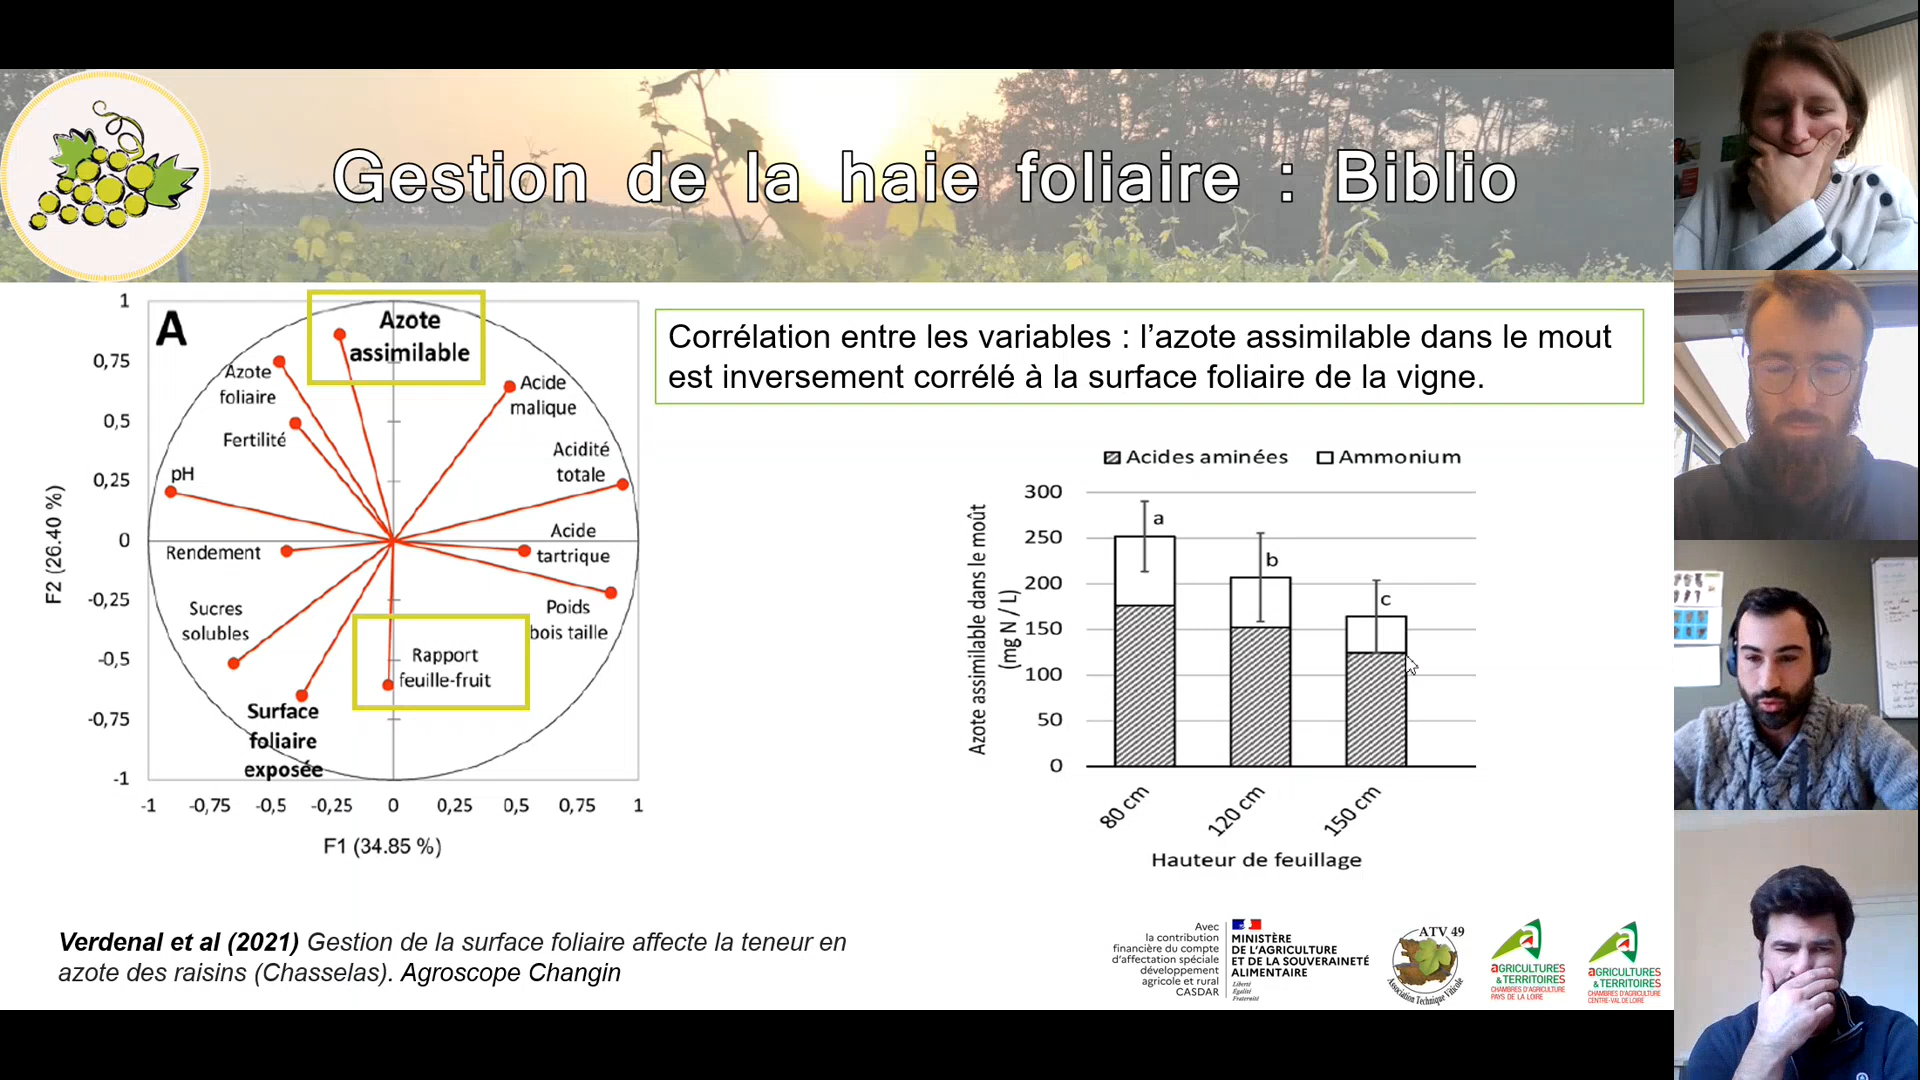 Gestion de la haie foliaire : Biblio
A
Azote
assimilable
Azote
foliaire
Fertilité
pH
Rendement
Sucres
solubles
Surface
foliaire
exposée
Acide
malique
Acidité
totale
Acide
tartrique
Poids
bois taille
Rapport
feuille-fruit
1
0,75
0,5
0,25
0
-0,25
-0,5
-0,75
-1
F2 (26.40 %)
-1 -0,75 -0,5 -0,25 0 0,25 0,5 0,75 1
F1 (34.85 %)
Corrélation entre les variables : l’azote assimilable dans le mout
est inversement corrélé à la surface foliaire de la vigne.
Acides aminées Ammonium
Azote assimilable dans le moût
(mg N / L)
300
250
200
150
100
50
0
a
b
c
80 cm
120 cm
150 cm
Hauteur de feuillage
Verdenal et al (2021) Gestion de la surface foliaire affecte la teneur en
azote des raisins (Chasselas). Agroscope Changin
Avec
la contribution
financière du compte
d’affectation spéciale
développement
agricole et rural
CASDAR
MINISTÈRE
DE L’AGRICULTURE
ET DE LA SOUVERAINETÉ
ALIMENTAIRE
Liberté
Égalité
Fraternité
ATV 49
Association Technique Viticole
AGRICULTURES
& TERRITOIRES
CHAMBRES D’AGRICULTURE
PAYS DE LA LOIRE
AGRICULTURES
& TERRITOIRES
CHAMBRES D’AGRICULTURE
CENTRE-VAL DE LOIRE